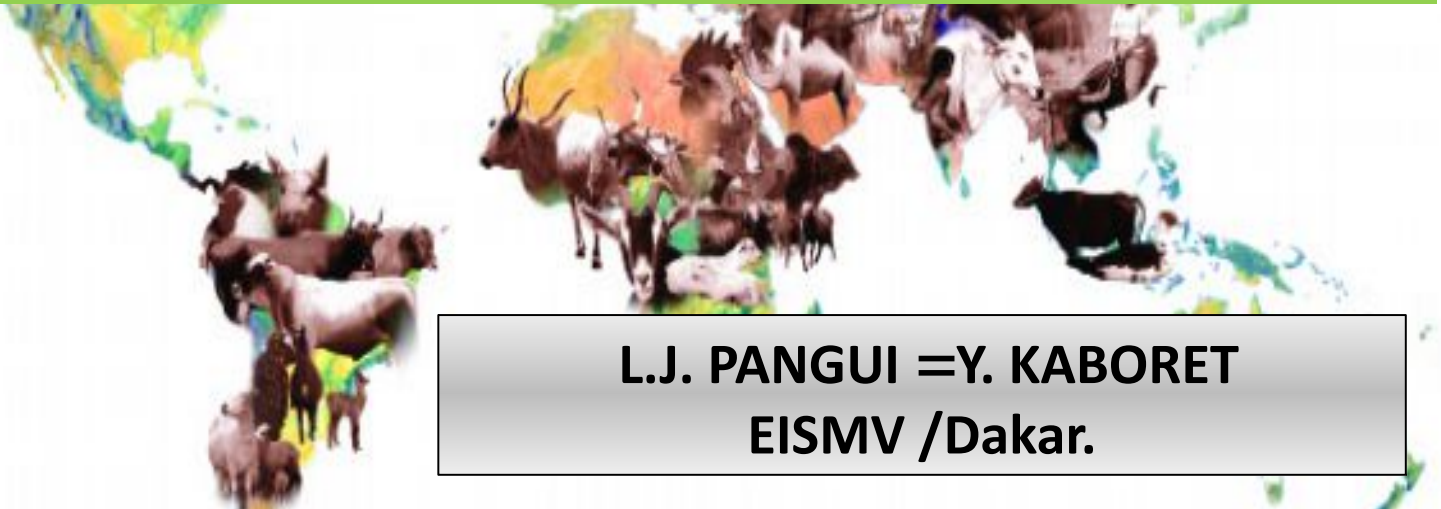 L.J. PANGUI =Y. KABORET
EISMV /Dakar.